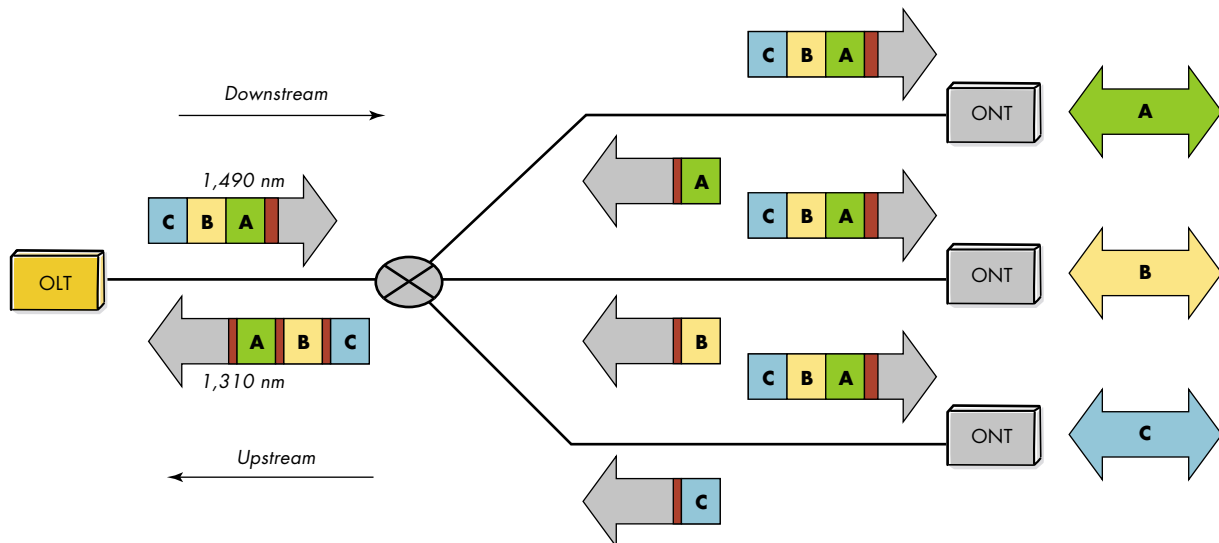 C B A
ONT
A
Downstream
1,490 nm
A
C B A
C B A
OLT
ONT
B
A B C
B
1,310 nm
C B A
ONT
C
Upstream
C